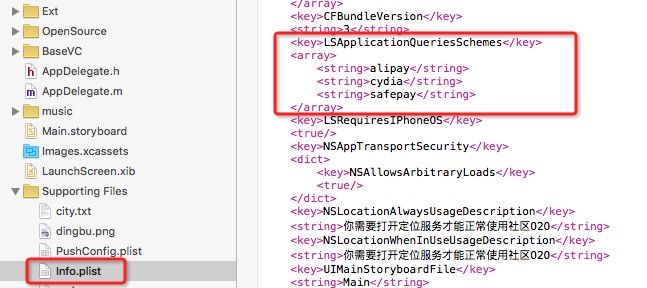 Ext
OpenSource
BaseVC
AppDelegate.h
AppDelegate.m
music
Main.storyboard
Images.xcassets
LaunchScreen.xib
Supporting Files
city.txt
dingbu.png
PushConfig.plist
Info.plist
</array>
<key>CFBundleVersion</key>
<string>3</string>
<key>LSApplicationQueriesSchemes</key>
<array>
<string>alipay</string>
<string>cydia</string>
<string>safepay</string>
</array>
<key>LSRequiresIPhoneOS</key>
<true/>
<key>NSAppTransportSecurity</key>
<dict>
<key>NSAllowsArbitraryLoads</key>
<true/>
</dict>
<key>NSLocationAlwaysUsageDescription</key>
<string>你需要打开定位服务才能正常使用社区O2O</string>
<key>NSLocationWhenInUseUsageDescription</key>
<string>你需要打开定位服务才能正常使用社区O2O</string>
<key>UIMainStoryboardFile</key>
<string>Main</string>